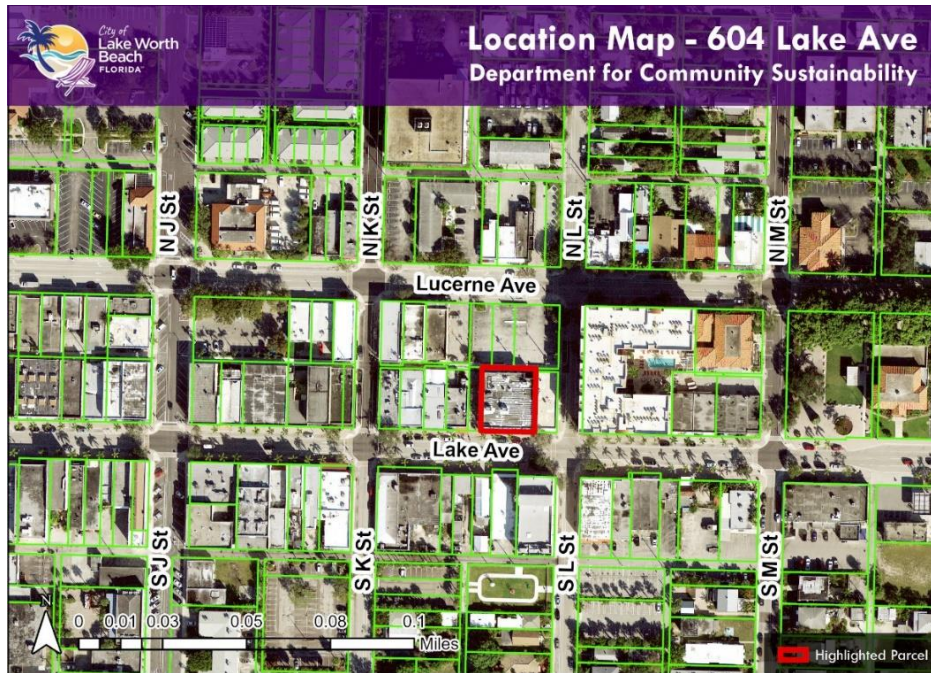 City of
Lake Worth
Beach
FLORIDA™
Location Map - 604 Lake Ave
Department for Community Sustainability
N J St
N K St
N L St
N M St
Lucerne Ave
Lake Ave
S J St
S K St
S L St
S M St
N
0 0.01 0.03 0.05 0.08 0.1
Miles
Highlighted Parcel